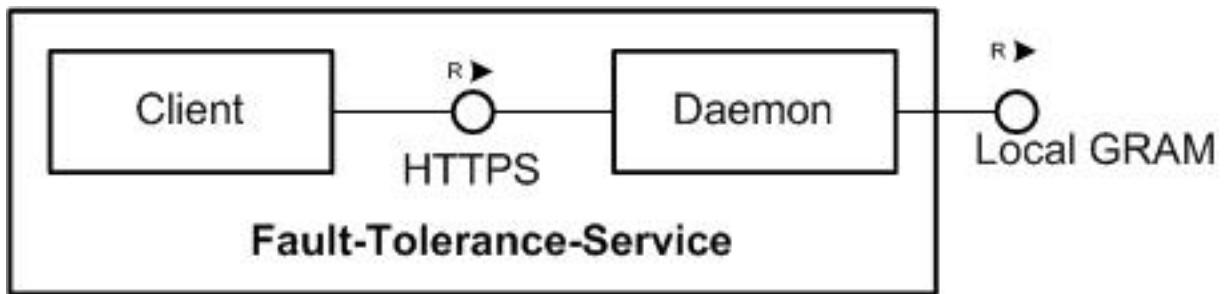 Client
R
HTTPS
Daemon
R
Local GRAM
Fault-Tolerance-Service